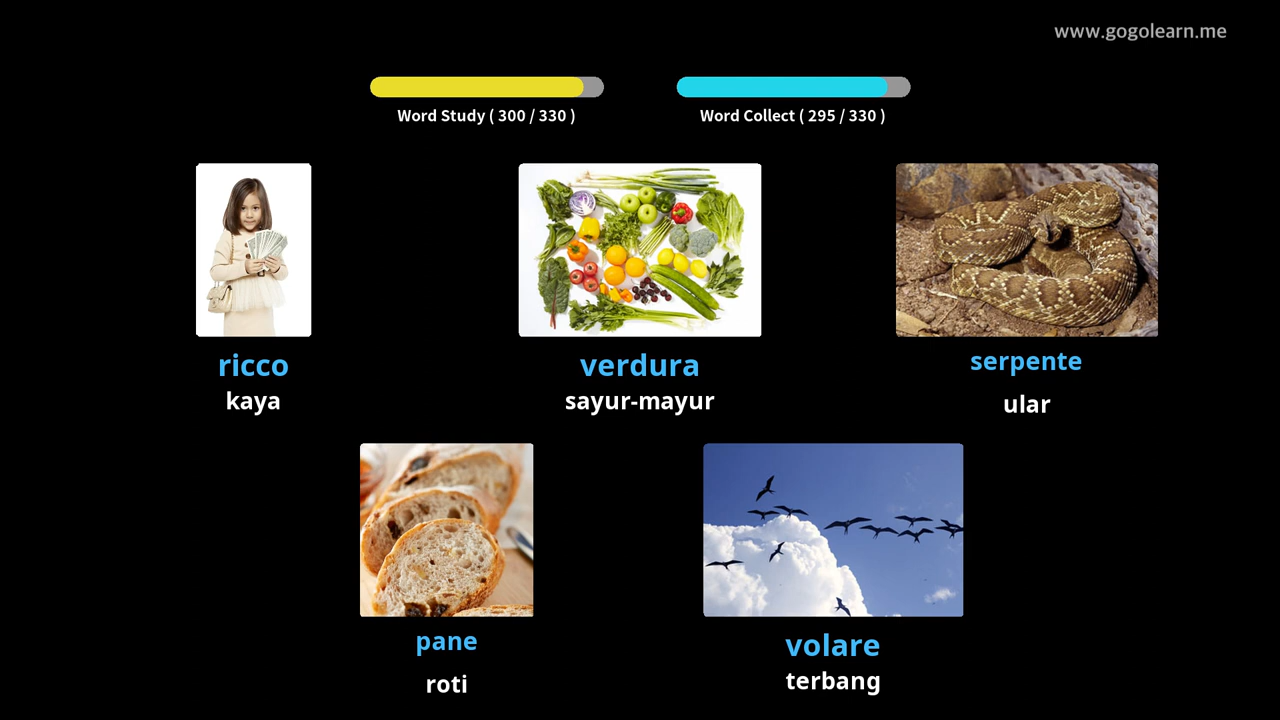 www.gogolearn.me
Word Study ( 300 / 330 )
Word Collect ( 295 / 330 )
ricco
kaya
verdura
sayur-mayur
serpente
ular
pane
roti
volare
terbang